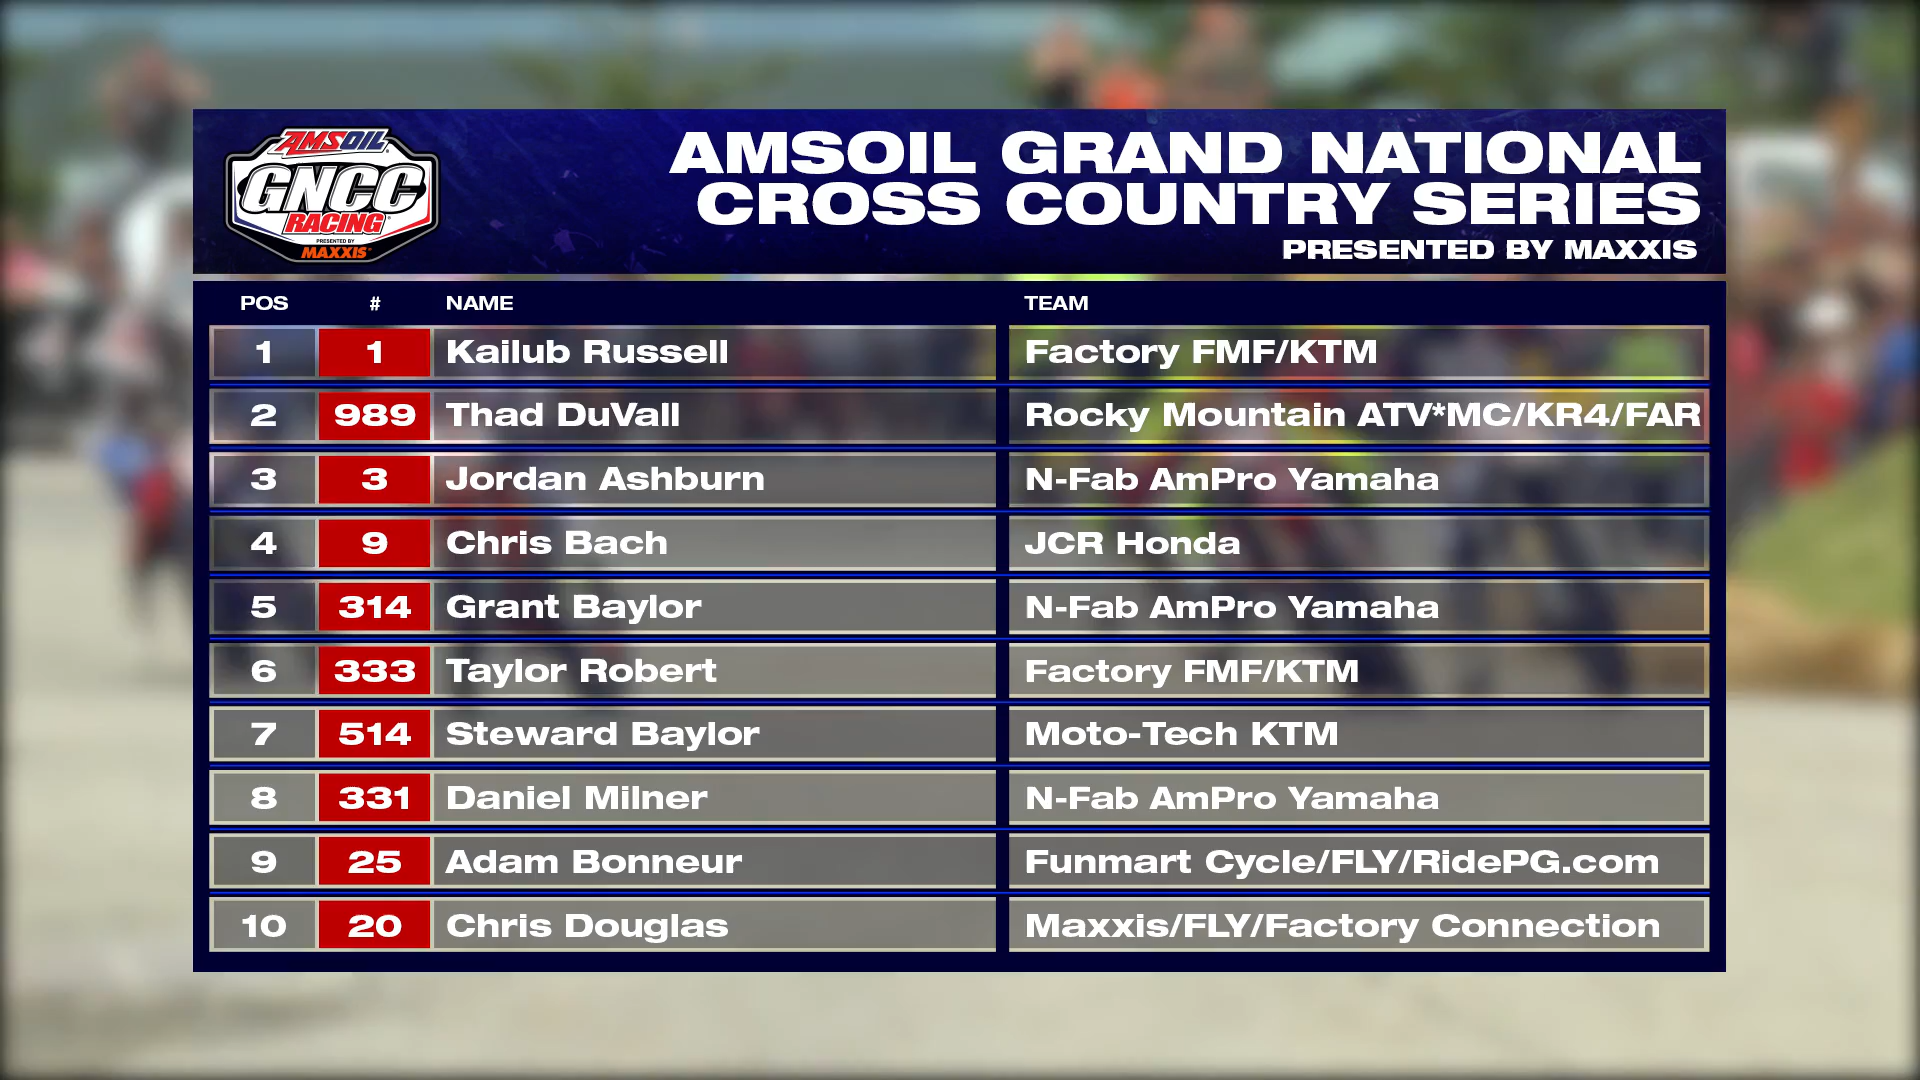 AMSOIL
GNCC
RACING
PRESENTED BY
MAXXIS
AMSOIL GRAND NATIONAL
CROSS COUNTRY SERIES
PRESENTED BY MAXXIS
POS # NAME TEAM
1 1 Kailub Russell Factory FMF/KTM
2 989 Thad DuVall Rocky Mountain ATV*MC/KR4/FAR
3 3 Jordan Ashburn N-Fab AmPro Yamaha
4 9 Chris Bach JCR Honda
5 314 Grant Baylor N-Fab AmPro Yamaha
6 333 Taylor Robert Factory FMF/KTM
7 514 Steward Baylor Moto-Tech KTM
8 331 Daniel Milner N-Fab AmPro Yamaha
9 25 Adam Bonneur Funmart Cycle/FLY/RidePG.com
10 20 Chris Douglas Maxxis/FLY/Factory Connection